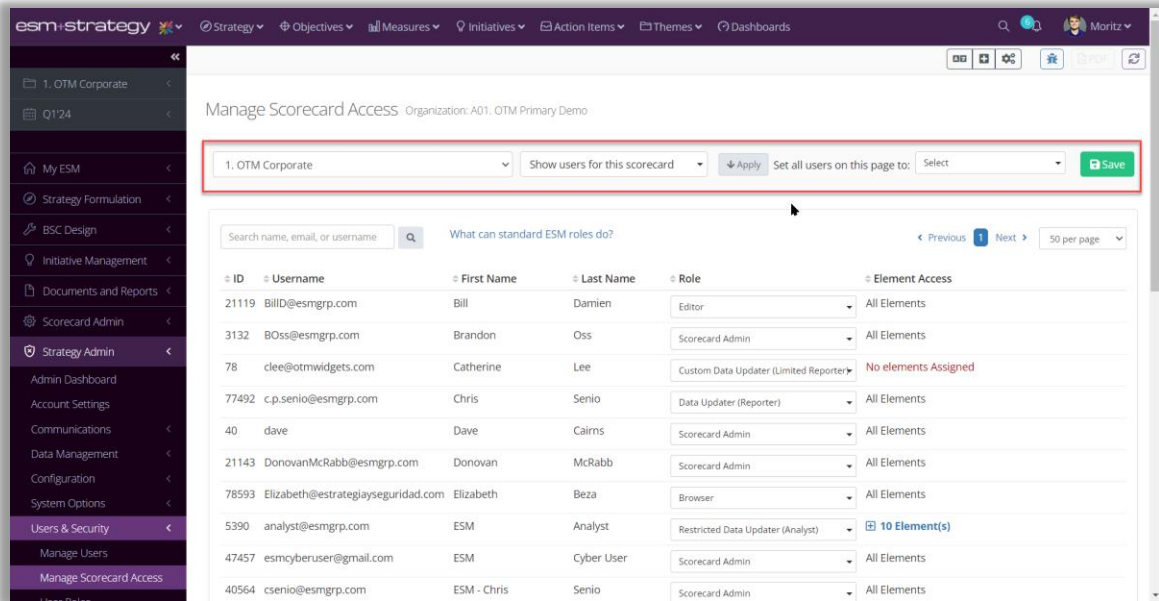 esm+strategy Strategy Objectives Measures Initiatives Action Items Themes Dashboards 6 Moritz
1. OTM Corporate
Q1'24
My ESM
Strategy Formulation
BSC Design
Initiative Management
Documents and Reports
Scorecard Admin
Strategy Admin
Admin Dashboard
Account Settings
Communications
Data Management
Configuration
System Options
Users & Security
Manage Users
Manage Scorecard Access
User Roles
Manage Scorecard Access Organization: A01. OTM Primary Demo
1. OTM Corporate Show users for this scorecard Apply Set all users on this page to: Select Save
Search name, email, or username What can standard ESM roles do? Previous 1 Next 50 per page
ID Username First Name Last Name Role Element Access
21119 BillD@esmgrp.com Bill Damien Editor All Elements
3132 BOss@esmgrp.com Brandon Oss Scorecard Admin All Elements
78 clee@otmwidgets.com Catherine Lee Custom Data Updater (Limited Reporter) No elements Assigned
77492 c.p.senio@esmgrp.com Chris Senio Data Updater (Reporter) All Elements
40 dave Dave Cairns Scorecard Admin All Elements
21143 DonovanMcRabb@esmgrp.com Donovan McRabb Scorecard Admin All Elements
78593 Elizabeth@estrategiayseguridad.com Elizabeth Beza Browser All Elements
5390 analyst@esmgrp.com ESM Analyst Restricted Data Updater (Analyst) 10 Element(s)
47457 esmcyberuser@gmail.com ESM Cyber User Scorecard Admin All Elements
40564 csenio@esmgrp.com ESM - Chris Senio Scorecard Admin All Elements